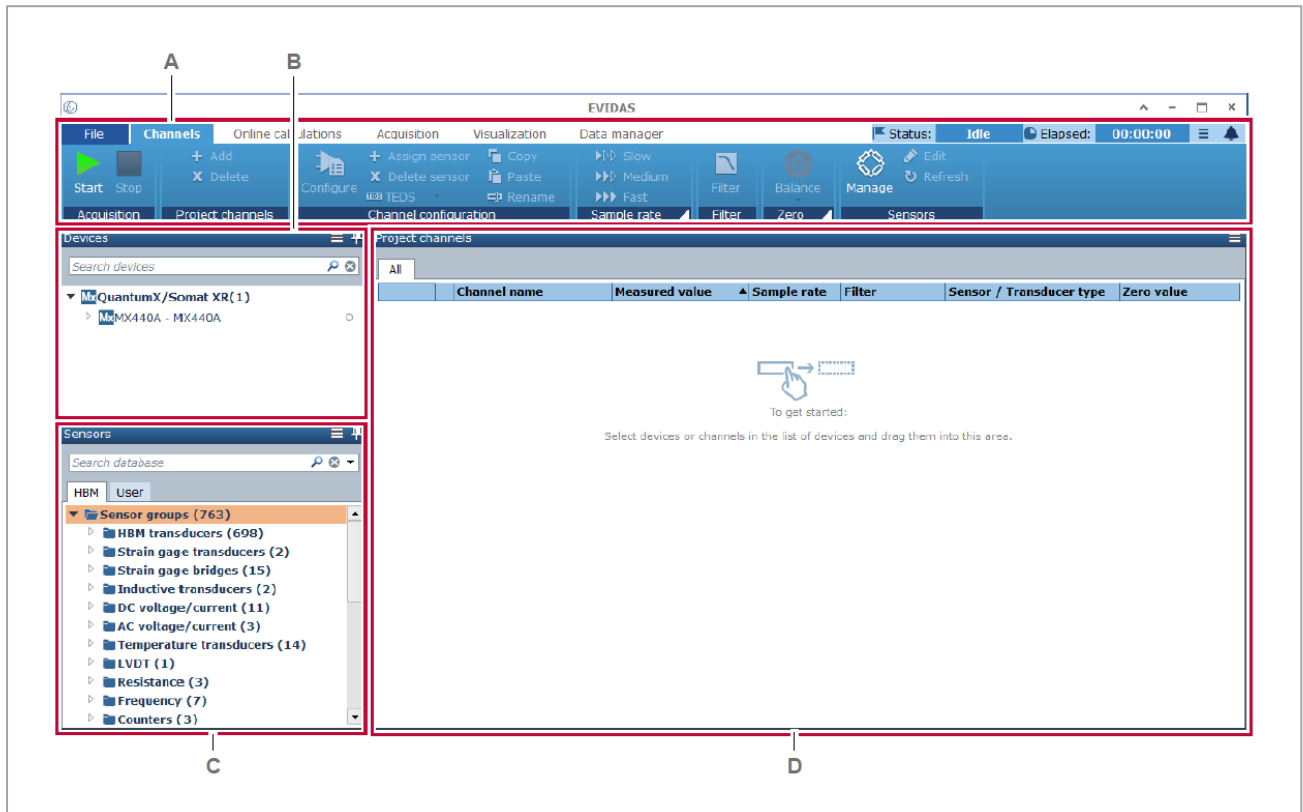 A
B
EVIDAS
File Channels Online calculations Acquisition Visualization Data manager Status: Idle Elapsed: 00:00:00
Start Stop
Acquisition
+ Add
X Delete
Project channels
Configure
+ Assign sensor
X Delete sensor
TEDS
Copy
Paste
Rename
Channel configuration
Slow
Medium
Fast
Sample rate
Filter
Filter
Balance
Zero
Manage
Edit
Refresh
Sensors
Devices
Search devices
MxQuantumX/Somat XR(1)
MxMX440A - MX440A
Sensors
Search database
HBM User
Sensor groups (763)
HBM transducers (698)
Strain gage transducers (2)
Strain gage bridges (15)
Inductive transducers (2)
DC voltage/current (11)
AC voltage/current (3)
Temperature transducers (14)
LVDT (1)
Resistance (3)
Frequency (7)
Counters (3)
Project channels
All
Channel name Measured value Sample rate Filter Sensor / Transducer type Zero value
To get started:
Select devices or channels in the list of devices and drag them into this area.
C
D